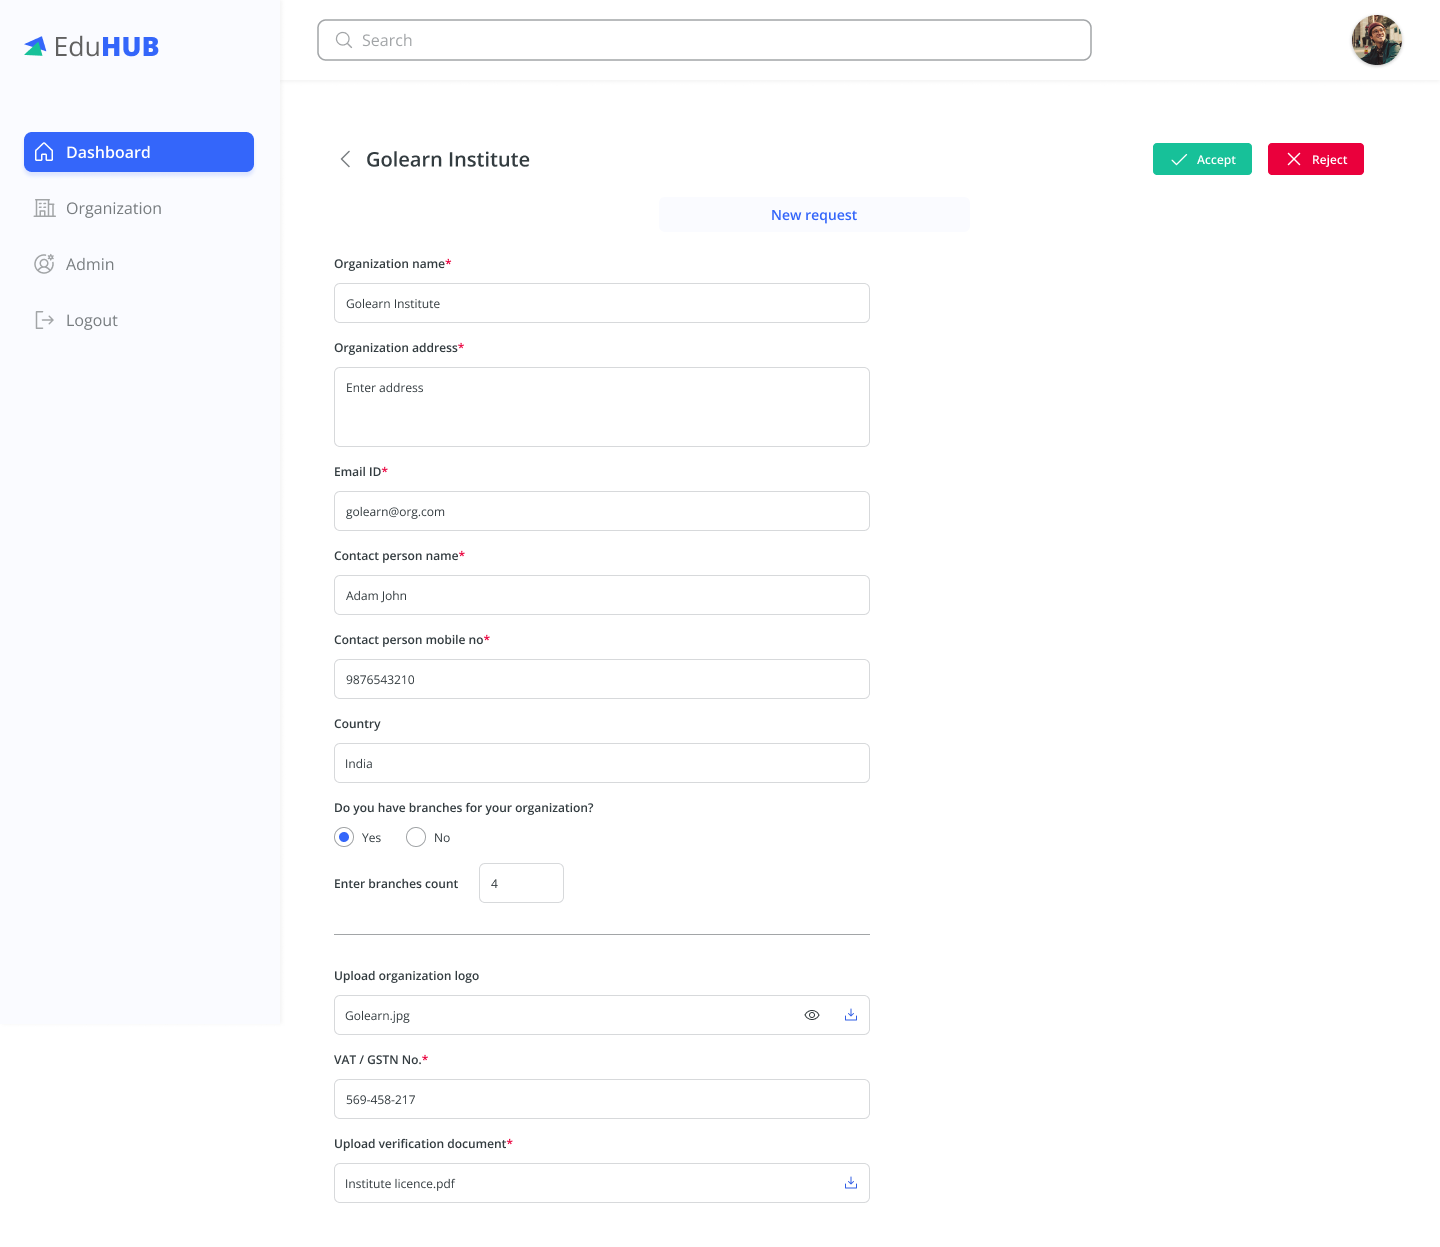 EduHUB
Search
Dashboard
Organization
Admin
Logout
Golearn Institute
Accept
Reject
New request
Organization name*
Golearn Institute
Organization address*
Enter address
Email ID*
golearn@org.com
Contact person name*
Adam John
Contact person mobile no*
9876543210
Country
India
Do you have branches for your organization?
Yes No
Enter branches count 4
Upload organization logo
Golearn.jpg
VAT / GSTN No.*
569-458-217
Upload verification document*
Institute licence.pdf